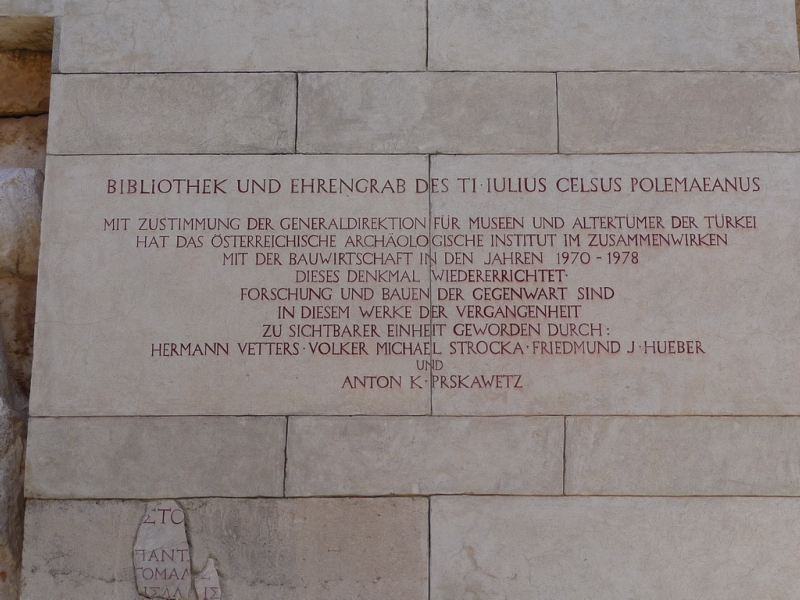 BIBLIOTHEK UND EHRENGRAB DES TI·IULIUS CELSUS POLEMAEANUS
MIT ZUSTIMMUNG DER GENERALDIREKTION FÜR MUSEEN UND ALTERTÜMER DER TÜRKEI
HAT DAS ÖSTERREICHISCHE ARCHÄOLOGISCHE INSTITUT IM ZUSAMMENWIRKEN
MIT DER BAUWIRTSCHAFT IN DEN JAHREN 1970 - 1978
DIESES DENKMAL WIEDERERRICHTET·
FORSCHUNG UND BAUEN DER GEGENWART SIND
IN DIESEM WERKE DER VERGANGENHEIT
ZU SICHTBARER EINHEIT GEWORDEN DURCH:
HERMANN VETTERS·VOLKER MICHAEL STROCKA·FRIEDMUND J·HUEBER
UND
ANTON K·PRSKAWETZ
ΣΤΟ
ΠΑΝΤ
ΤΟΜΑ